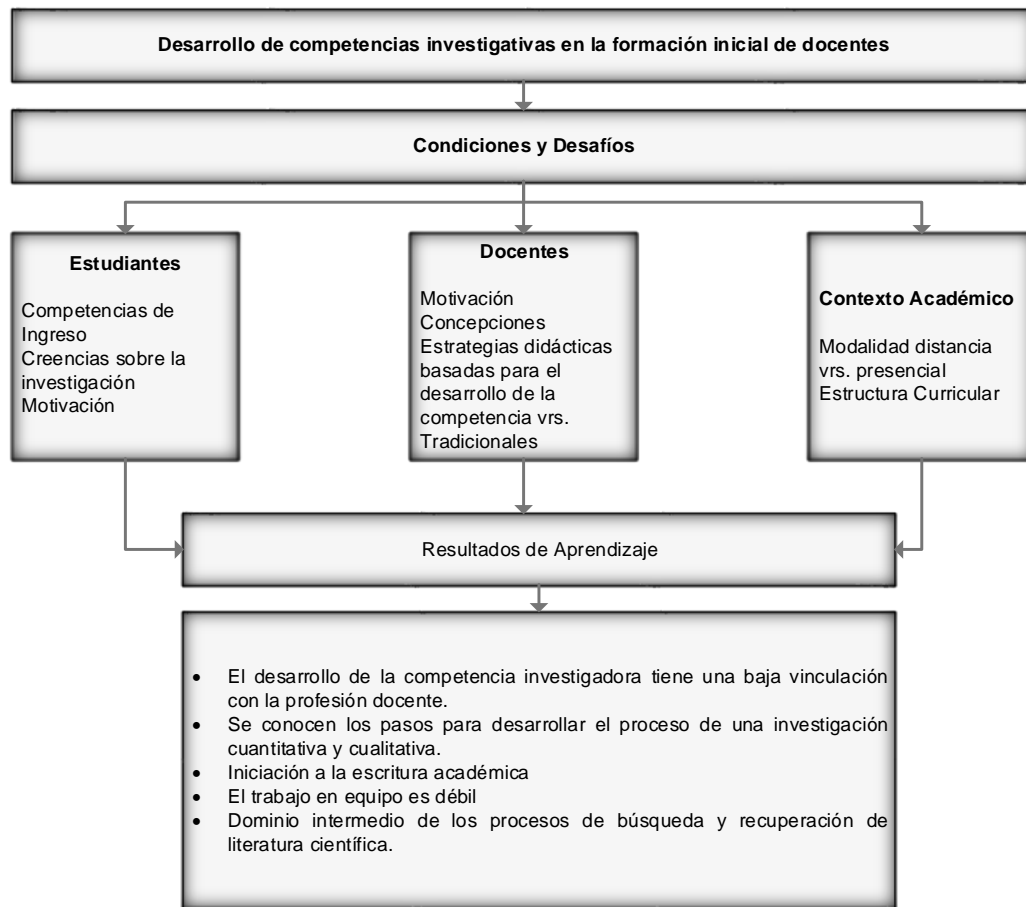 Desarrollo de competencias investigativas en la formación inicial de docentes
Condiciones y Desafíos
Estudiantes
Competencias de
Ingreso
Creencias sobre la
investigación
Motivación
Docentes
Motivación
Concepciones
Estrategias didácticas
basadas para el
desarrollo de la
competencia vrs.
Tradicionales
Contexto Académico
Modalidad distancia
vrs. presencial
Estructura Curricular
Resultados de Aprendizaje
• El desarrollo de la competencia investigadora tiene una baja vinculación
con la profesión docente.
• Se conocen los pasos para desarrollar el proceso de una investigación
cuantitativa y cualitativa.
• Iniciación a la escritura académica
• El trabajo en equipo es débil
• Dominio intermedio de los procesos de búsqueda y recuperación de
literatura científica.